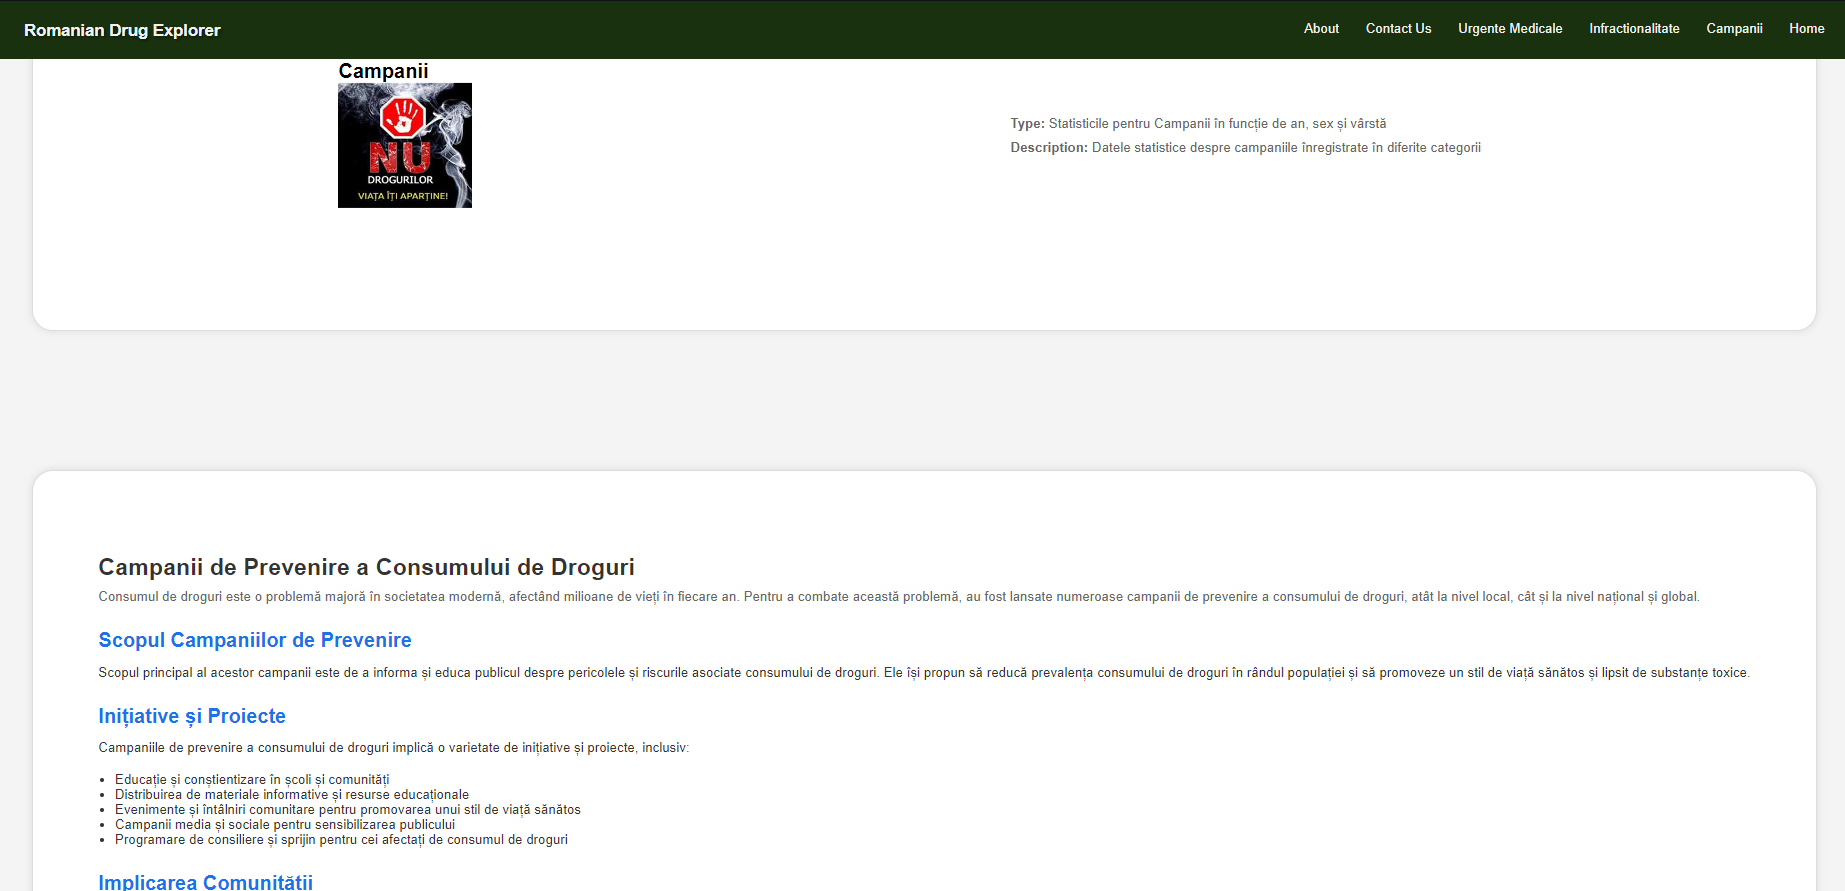 Romanian Drug Explorer
About Contact Us Urgente Medicale Infractionalitate Campanii Home
Campanii
NU
DROGURILOR
VIAȚA ÎȚI APARȚINE!
Type: Statisticile pentru Campanii în funcție de an, sex și vârstă
Description: Datele statistice despre campaniile înregistrate în diferite categorii
Campanii de Prevenire a Consumului de Droguri
Consumul de droguri este o problemă majoră în societatea modernă, afectând milioane de vieți în fiecare an. Pentru a combate această problemă, au fost lansate numeroase campanii de prevenire a consumului de droguri, atât la nivel local, cât și la nivel național și global.
Scopul Campaniilor de Prevenire
Scopul principal al acestor campanii este de a informa și educa publicul despre pericolele și riscurile asociate consumului de droguri. Ele își propun să reducă prevalența consumului de droguri în rândul populației și să promoveze un stil de viață sănătos și lipsit de substanțe toxice.
Inițiative și Proiecte
Campaniile de prevenire a consumului de droguri implică o varietate de inițiative și proiecte, inclusiv:
• Educație și conștientizare în școli și comunități
• Distribuirea de materiale informative și resurse educaționale
• Evenimente și întâlniri comunitare pentru promovarea unui stil de viață sănătos
• Campanii media și sociale pentru sensibilizarea publicului
• Programare de consiliere și sprijin pentru cei afectați de consumul de droguri
Implicarea Comunității